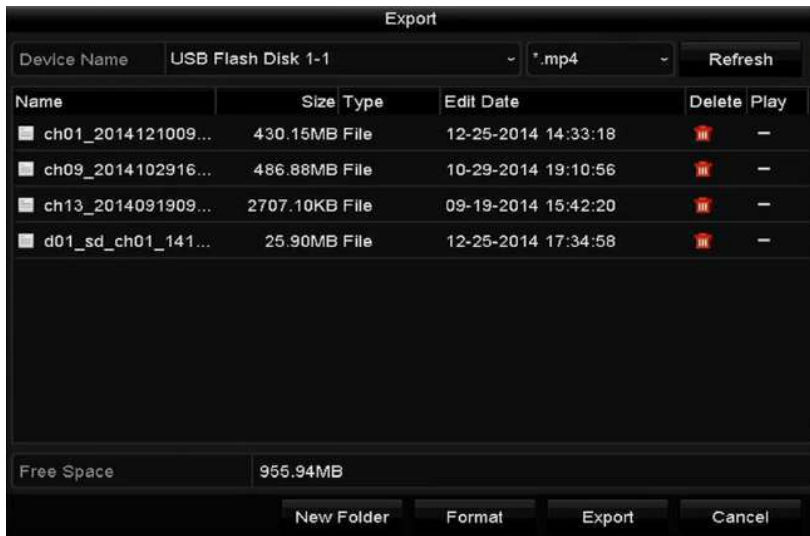 Export
Device Name USB Flash Disk 1-1 *.mp4 Refresh
Name Size Type Edit Date Delete Play
ch01_2014121009... 430.15MB File 12-25-2014 14:33:18
ch09_2014102916... 486.88MB File 10-29-2014 19:10:56
ch13_2014091909... 2707.10KB File 09-19-2014 15:42:20
d01_sd_ch01_141... 25.90MB File 12-25-2014 17:34:58
Free Space 955.94MB
New Folder Format Export Cancel